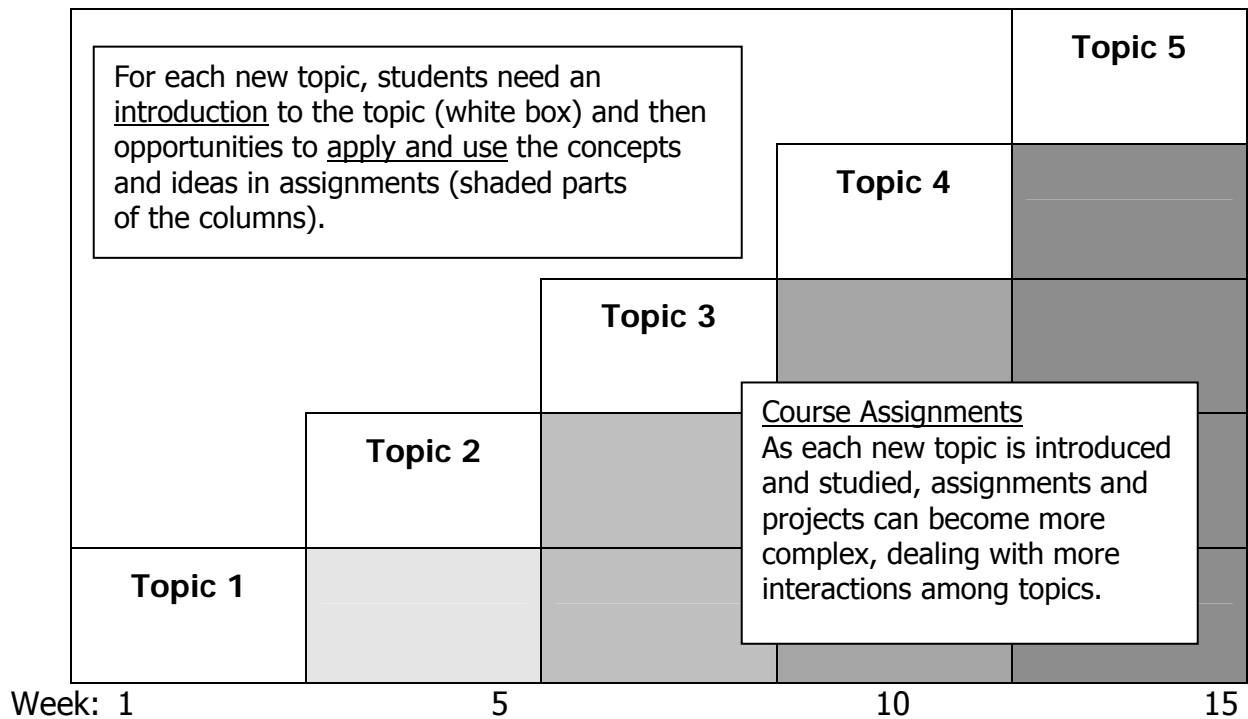 Topic 5
For each new topic, students need an
introduction to the topic (white box) and then
opportunities to apply and use the concepts
and ideas in assignments (shaded parts
of the columns).
Topic 4
Topic 3
Topic 2
Course Assignments
As each new topic is introduced
and studied, assignments and
projects can become more
complex, dealing with more
interactions among topics.
Topic 1
Week: 1 5 10 15